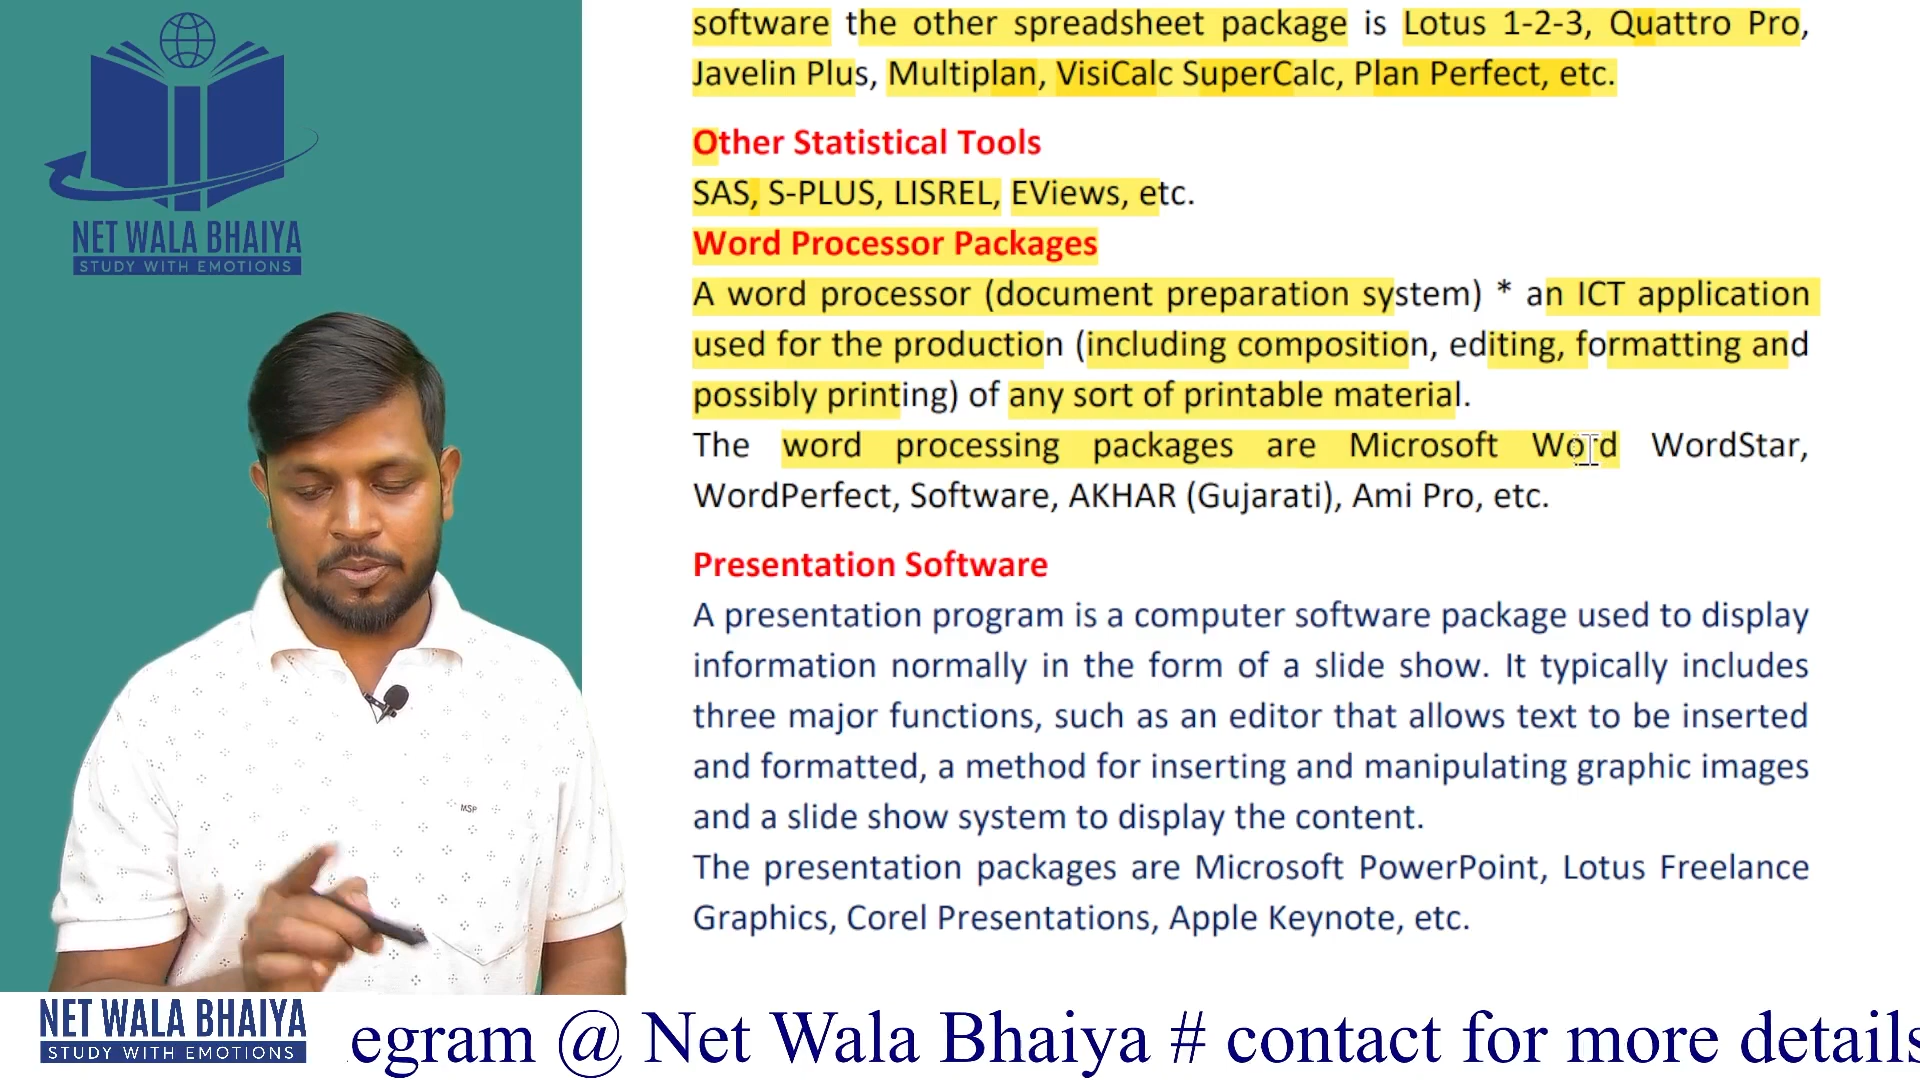 software the other spreadsheet package is Lotus 1-2-3, Quattro Pro,
Javelin Plus, Multiplan, VisiCalc SuperCalc, Plan Perfect, etc.
Other Statistical Tools
SAS, S-PLUS, LISREL, EViews, etc.
Word Processor Packages
A word processor (document preparation system) * an ICT application
used for the production (including composition, editing, formatting and
possibly printing) of any sort of printable material.
The word processing packages are Microsoft Word WordStar,
WordPerfect, Software, AKHAR (Gujarati), Ami Pro, etc.
Presentation Software
A presentation program is a computer software package used to display
information normally in the form of a slide show. It typically includes
three major functions, such as an editor that allows text to be inserted
and formatted, a method for inserting and manipulating graphic images
and a slide show system to display the content.
The presentation packages are Microsoft PowerPoint, Lotus Freelance
Graphics, Corel Presentations, Apple Keynote, etc.
NET WALA BHAIYA
STUDY WITH EMOTIONS
MSP
NET WALA BHAIYA
STUDY WITH EMOTIONS
egram @ Net Wala Bhaiya # contact for more details